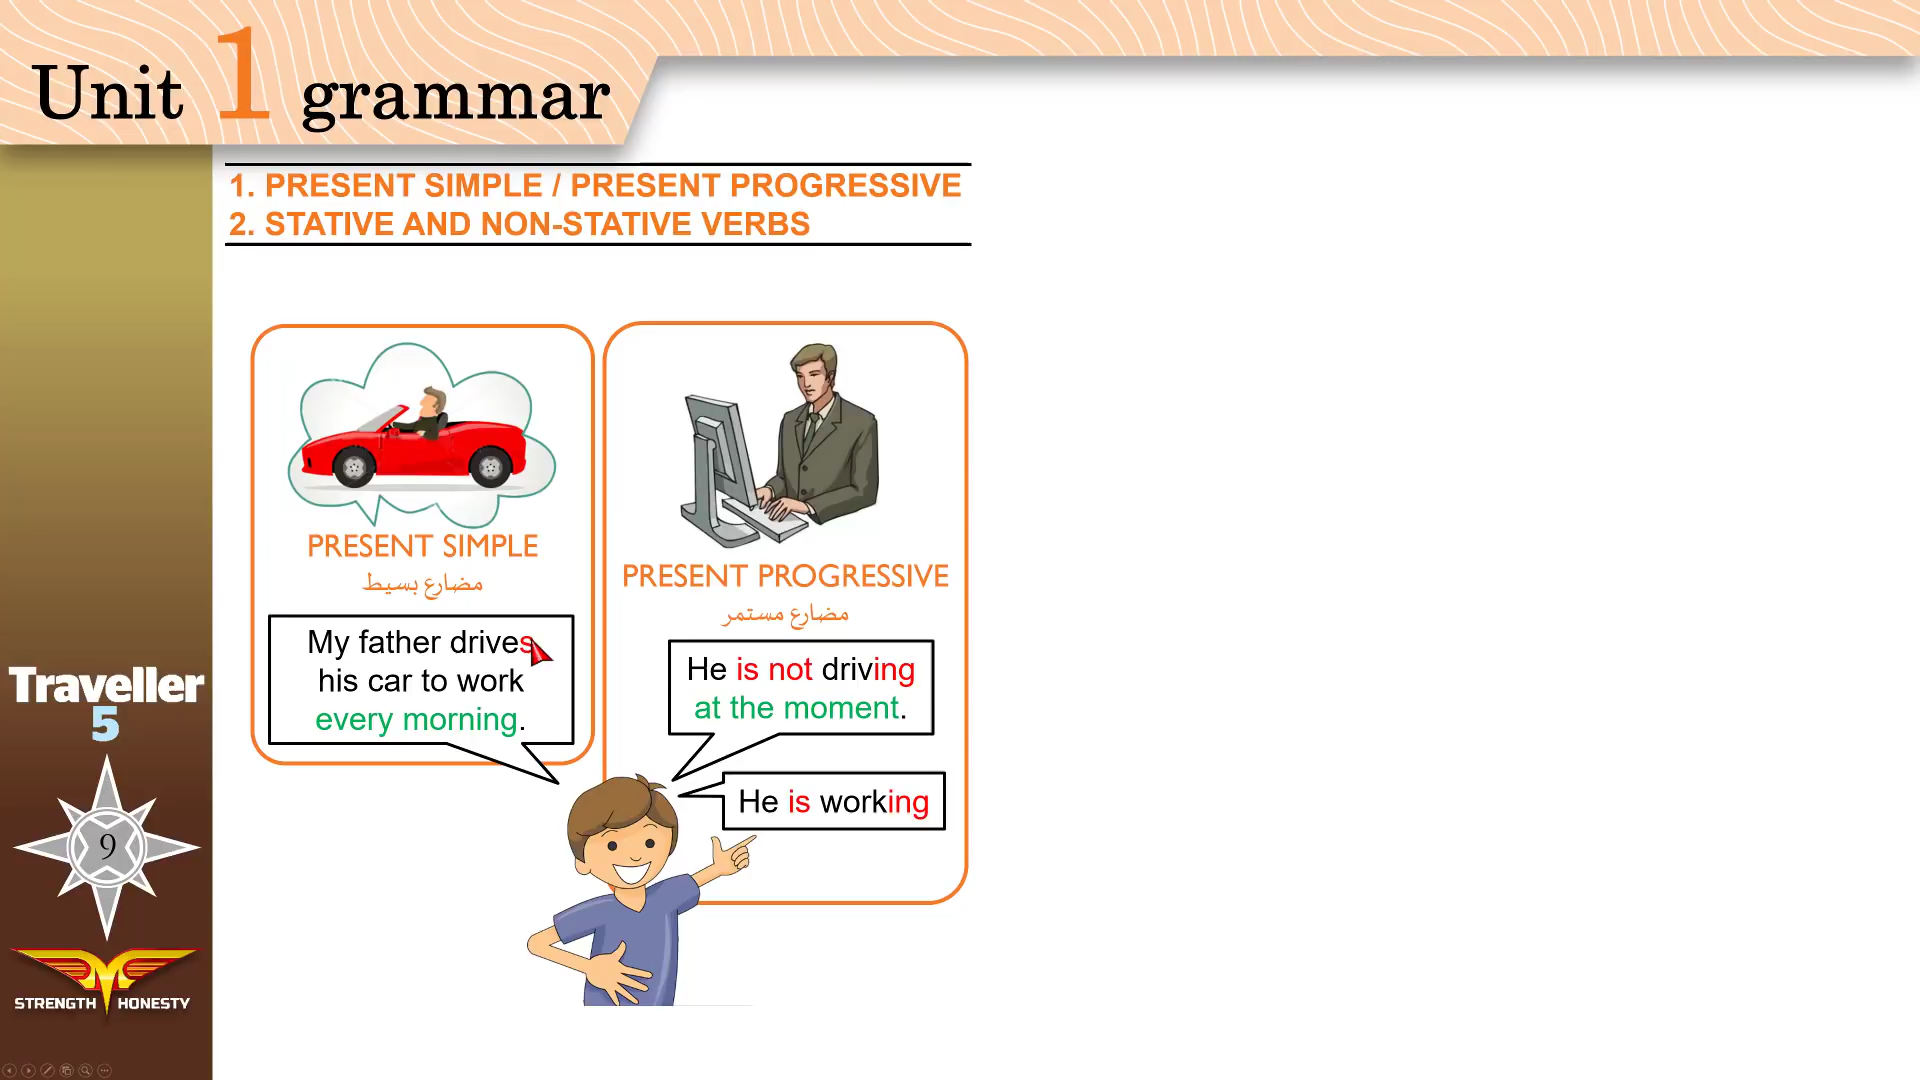 Unit 1 grammar
1. PRESENT SIMPLE / PRESENT PROGRESSIVE
2. STATIVE AND NON-STATIVE VERBS
PRESENT SIMPLE
مضارع بسيط
My father drives
his car to work
every morning.
PRESENT PROGRESSIVE
مضارع مستمر
He is not driving
at the moment.
He is working
Traveller
5
9
STRENGTH HONESTY